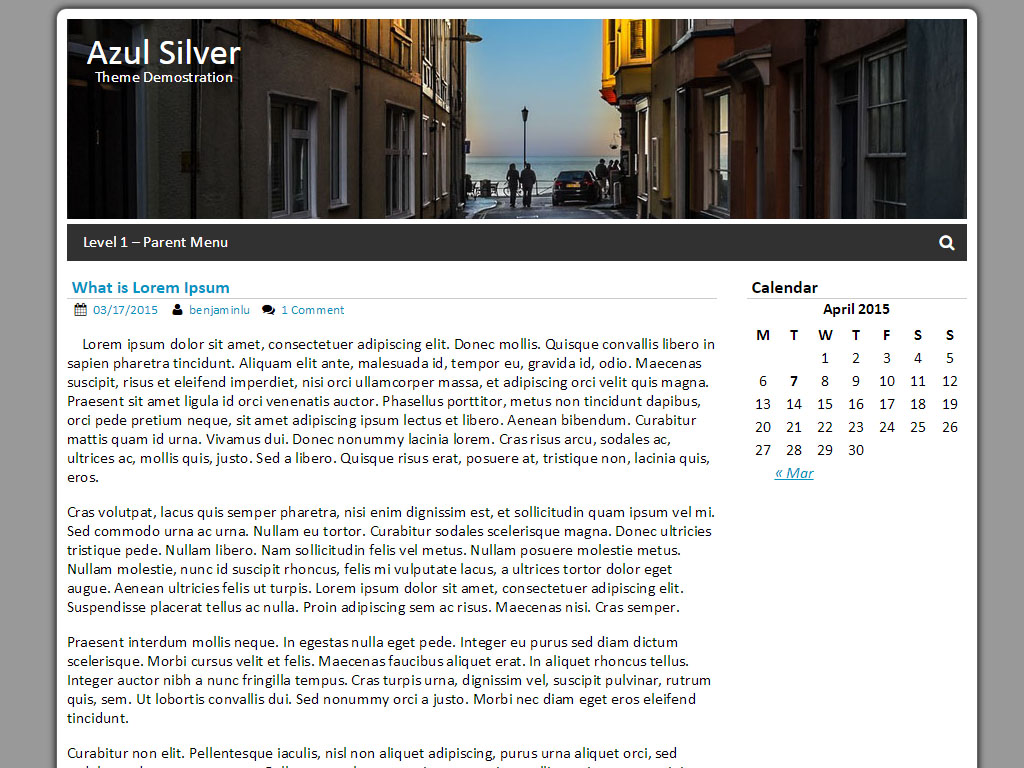 Azul Silver
Theme Demostration
Level 1 – Parent Menu
What is Lorem Ipsum
03/17/2015 benjaminlu 1 Comment
Lorem ipsum dolor sit amet, consectetuer adipiscing elit. Donec mollis. Quisque convallis libero in
sapien pharetra tincidunt. Aliquam elit ante, malesuada id, tempor eu, gravida id, odio. Maecenas
suscipit, risus et eleifend imperdiet, nisi orci ullamcorper massa, et adipiscing orci velit quis magna.
Praesent sit amet ligula id orci venenatis auctor. Phasellus porttitor, metus non tincidunt dapibus,
orci pede pretium neque, sit amet adipiscing ipsum lectus et libero. Aenean bibendum. Curabitur
mattis quam id urna. Vivamus dui. Donec nonummy lacinia lorem. Cras risus arcu, sodales ac,
ultrices ac, mollis quis, justo. Sed a libero. Quisque risus erat, posuere at, tristique non, lacinia quis,
eros.
Cras volutpat, lacus quis semper pharetra, nisi enim dignissim est, et sollicitudin quam ipsum vel mi.
Sed commodo urna ac urna. Nullam eu tortor. Curabitur sodales scelerisque magna. Donec ultricies
tristique pede. Nullam libero. Nam sollicitudin felis vel metus. Nullam posuere molestie metus.
Nullam molestie, nunc id suscipit rhoncus, felis mi vulputate lacus, a ultrices tortor dolor eget
augue. Aenean ultricies felis ut turpis. Lorem ipsum dolor sit amet, consectetuer adipiscing elit.
Suspendisse placerat tellus ac nulla. Proin adipiscing sem ac risus. Maecenas nisi. Cras semper.
Praesent interdum mollis neque. In egestas nulla eget pede. Integer eu purus sed diam dictum
scelerisque. Morbi cursus velit et felis. Maecenas faucibus aliquet erat. In aliquet rhoncus tellus.
Integer auctor nibh a nunc fringilla tempus. Cras turpis urna, dignissim vel, suscipit pulvinar, rutrum
quis, sem. Ut lobortis convallis dui. Sed nonummy orci a justo. Morbi nec diam eget eros eleifend
tincidunt.
Curabitur non elit. Pellentesque iaculis, nisl non aliquet adipiscing, purus urna aliquet orci, sed
Calendar
April 2015
M T W T F S S
1 2 3 4 5
6 7 8 9 10 11 12
13 14 15 16 17 18 19
20 21 22 23 24 25 26
27 28 29 30
« Mar